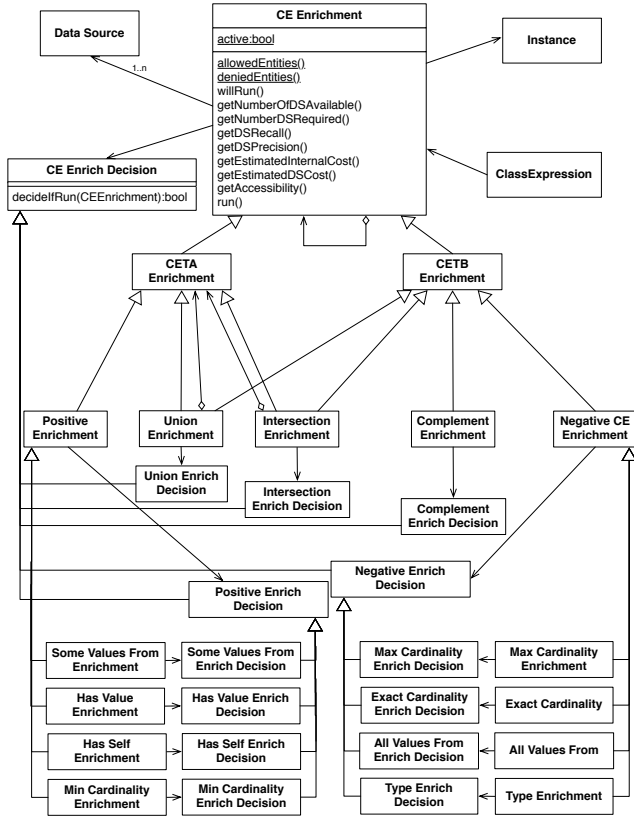 CE Enrichment
Data Source
active:bool
Instance
1..n
allowedEntities()
deniedEntities()
willRun()
getNumberOfDSAvailable()
getNumberDSRequired()
getDSRecall()
getDSPrecision()
getEstimatedInternalCost()
getEstimatedDSCost()
getAccessibility()
run()
CE Enrich Decision
decideIfRun(CEEnrichment):bool
ClassExpression
CETA
Enrichment
CETB
Enrichment
Positive
Enrichment
Union
Enrichment
Intersection
Enrichment
Complement
Enrichment
Negative CE
Enrichment
Union Enrich
Decision
Intersection
Enrich Decision
Complement
Enrich Decision
Negative Enrich
Decision
Positive Enrich
Decision
Some Values From
Enrichment
Some Values From
Enrich Decision
Max Cardinality
Enrich Decision
Max Cardinality
Enrichment
Has Value
Enrichment
Has Value Enrich
Decision
Exact Cardinality
Enrich Decision
Exact Cardinality
Has Self
Enrichment
Has Self Enrich
Decision
All Values From
Enrich Decision
All Values From
Min Cardinality
Enrichment
Min Cardinality
Enrich Decision
Type Enrich
Decision
Type Enrichment